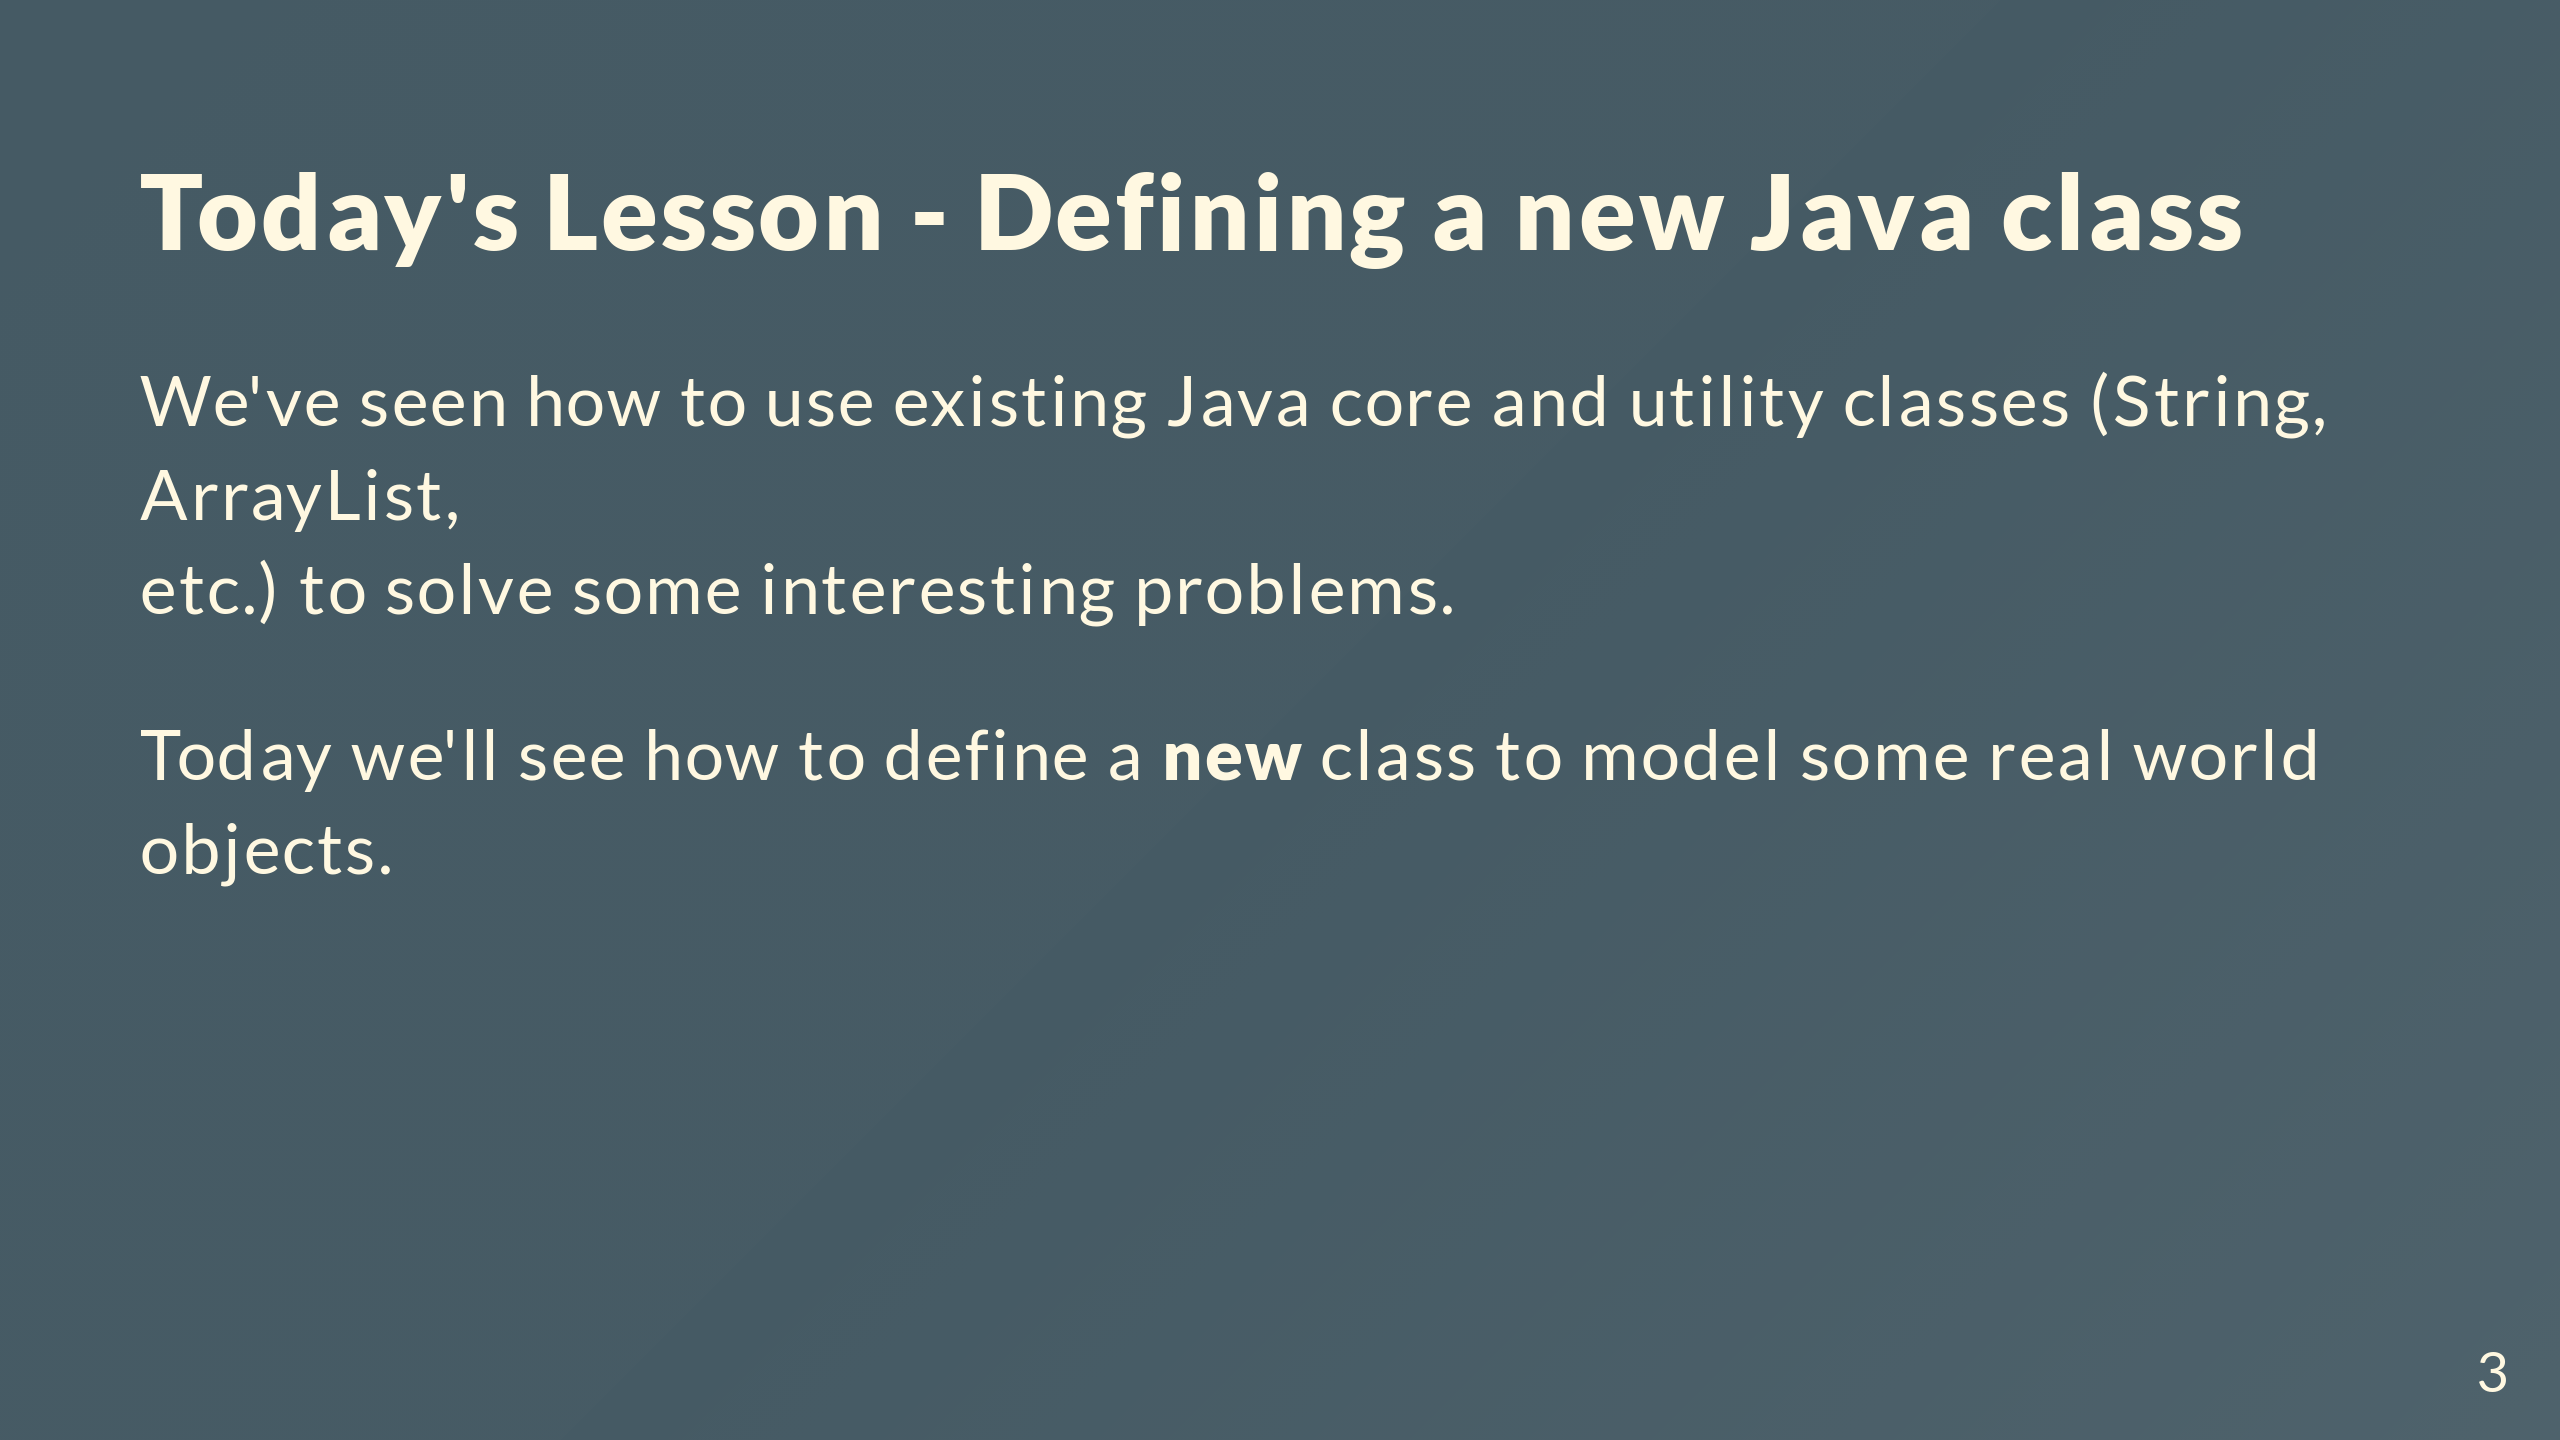 Today's Lesson - Defining a new Java class
We've seen how to use existing Java core and utility classes (String,
ArrayList,
etc.) to solve some interesting problems.
Today we'll see how to define a new class to model some real world
objects.
3